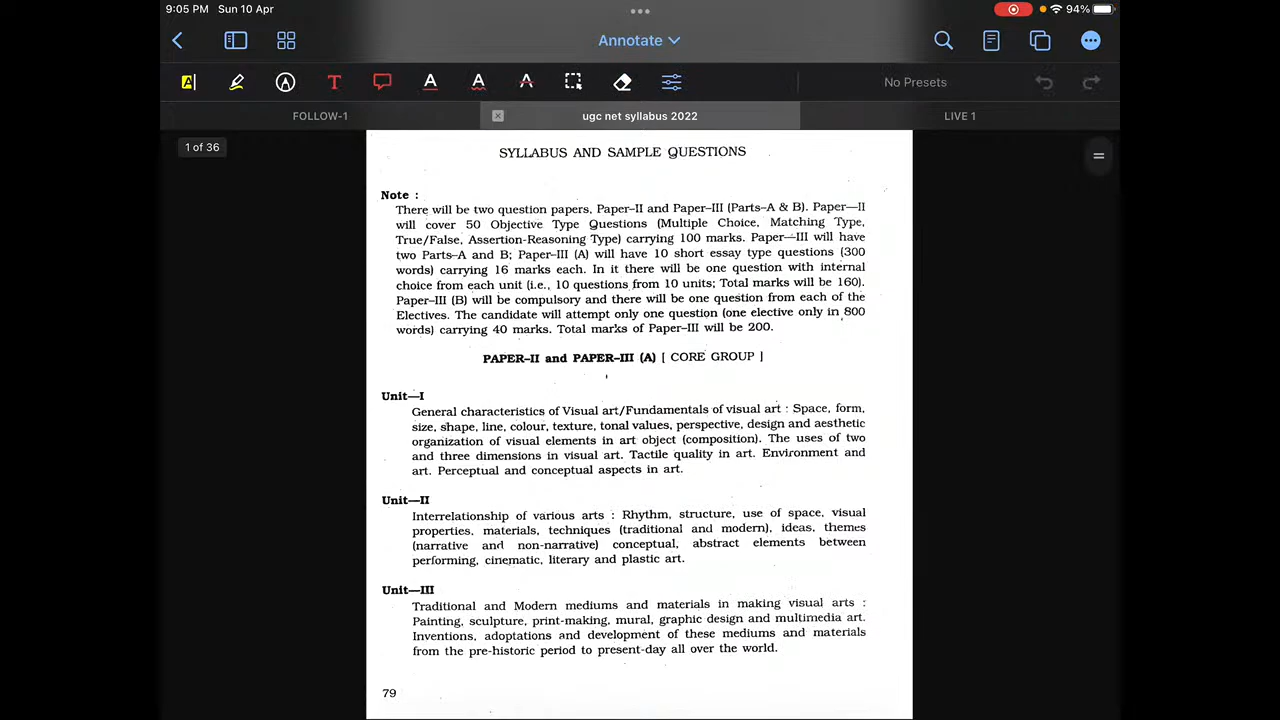 9:05 PM Sun 10 Apr
94%
Annotate
No Presets
FOLLOW-1
ugc net syllabus 2022
LIVE 1
1 of 36
SYLLABUS AND SAMPLE QUESTIONS
Note :
There will be two question papers, Paper–II and Paper–III (Parts–A & B). Paper—II
will cover 50 Objective Type Questions (Multiple Choice, Matching Type,
True/False, Assertion-Reasoning Type) carrying 100 marks. Paper—III will have
two Parts–A and B; Paper–III (A) will have 10 short essay type questions (300
words) carrying 16 marks each. In it there will be one question with internal
choice from each unit (i.e., 10 questions from 10 units; Total marks will be 160).
Paper–III (B) will be compulsory and there will be one question from each of the
Electives. The candidate will attempt only one question (one elective only in 800
words) carrying 40 marks. Total marks of Paper–III will be 200.
PAPER–II and PAPER–III (A) [ CORE GROUP ]
Unit—I
General characteristics of Visual art/Fundamentals of visual art : Space, form,
size, shape, line, colour, texture, tonal values, perspective, design and aesthetic
organization of visual elements in art object (composition). The uses of two
and three dimensions in visual art. Tactile quality in art. Environment and
art. Perceptual and conceptual aspects in art.
Unit—II
Interrelationship of various arts : Rhythm, structure, use of space, visual
properties, materials, techniques (traditional and modern), ideas, themes
(narrative and non-narrative) conceptual, abstract elements between
performing, cinematic, literary and plastic art.
Unit—III
Traditional and Modern mediums and materials in making visual arts :
Painting, sculpture, print-making, mural, graphic design and multimedia art.
Inventions, adoptations and development of these mediums and materials
from the pre-historic period to present-day all over the world.
79